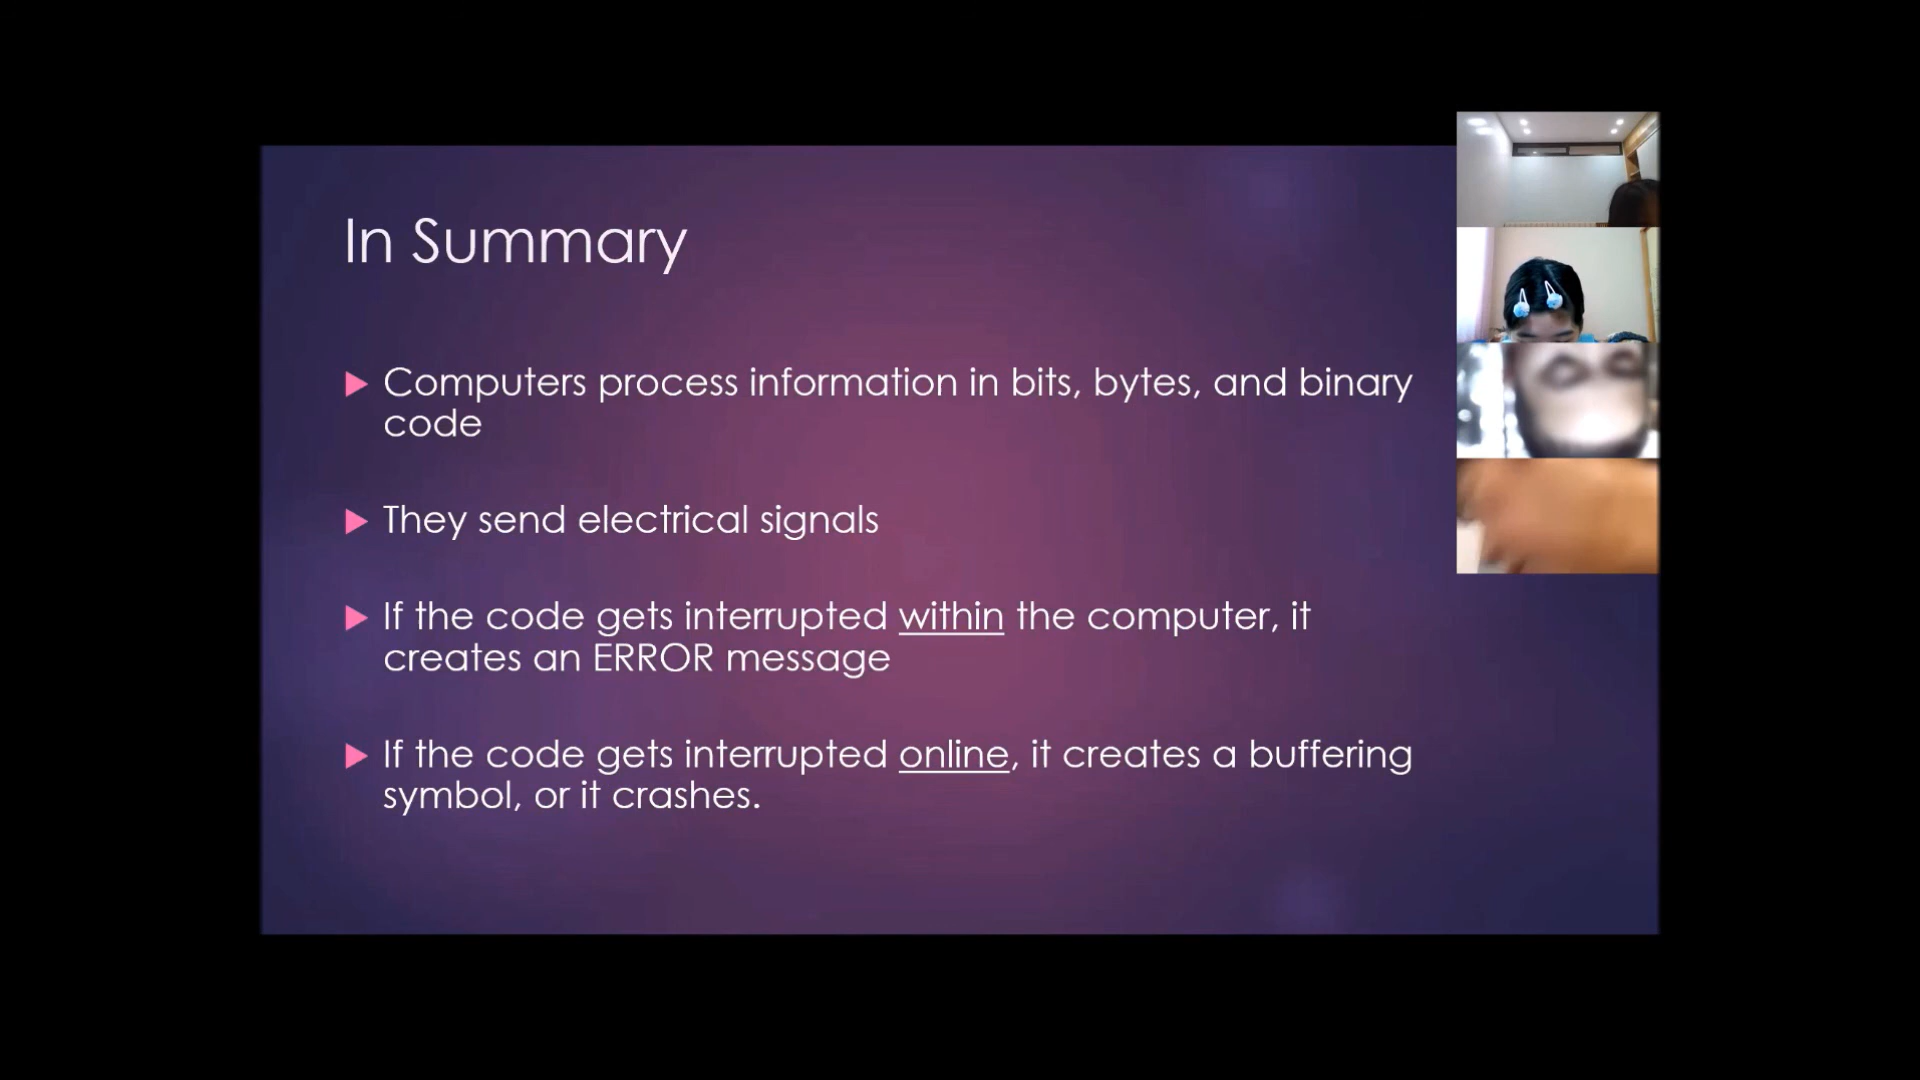 In Summary
Computers process information in bits, bytes, and binary
code
They send electrical signals
If the code gets interrupted within the computer, it
creates an ERROR message
If the code gets interrupted online, it creates a buffering
symbol, or it crashes.